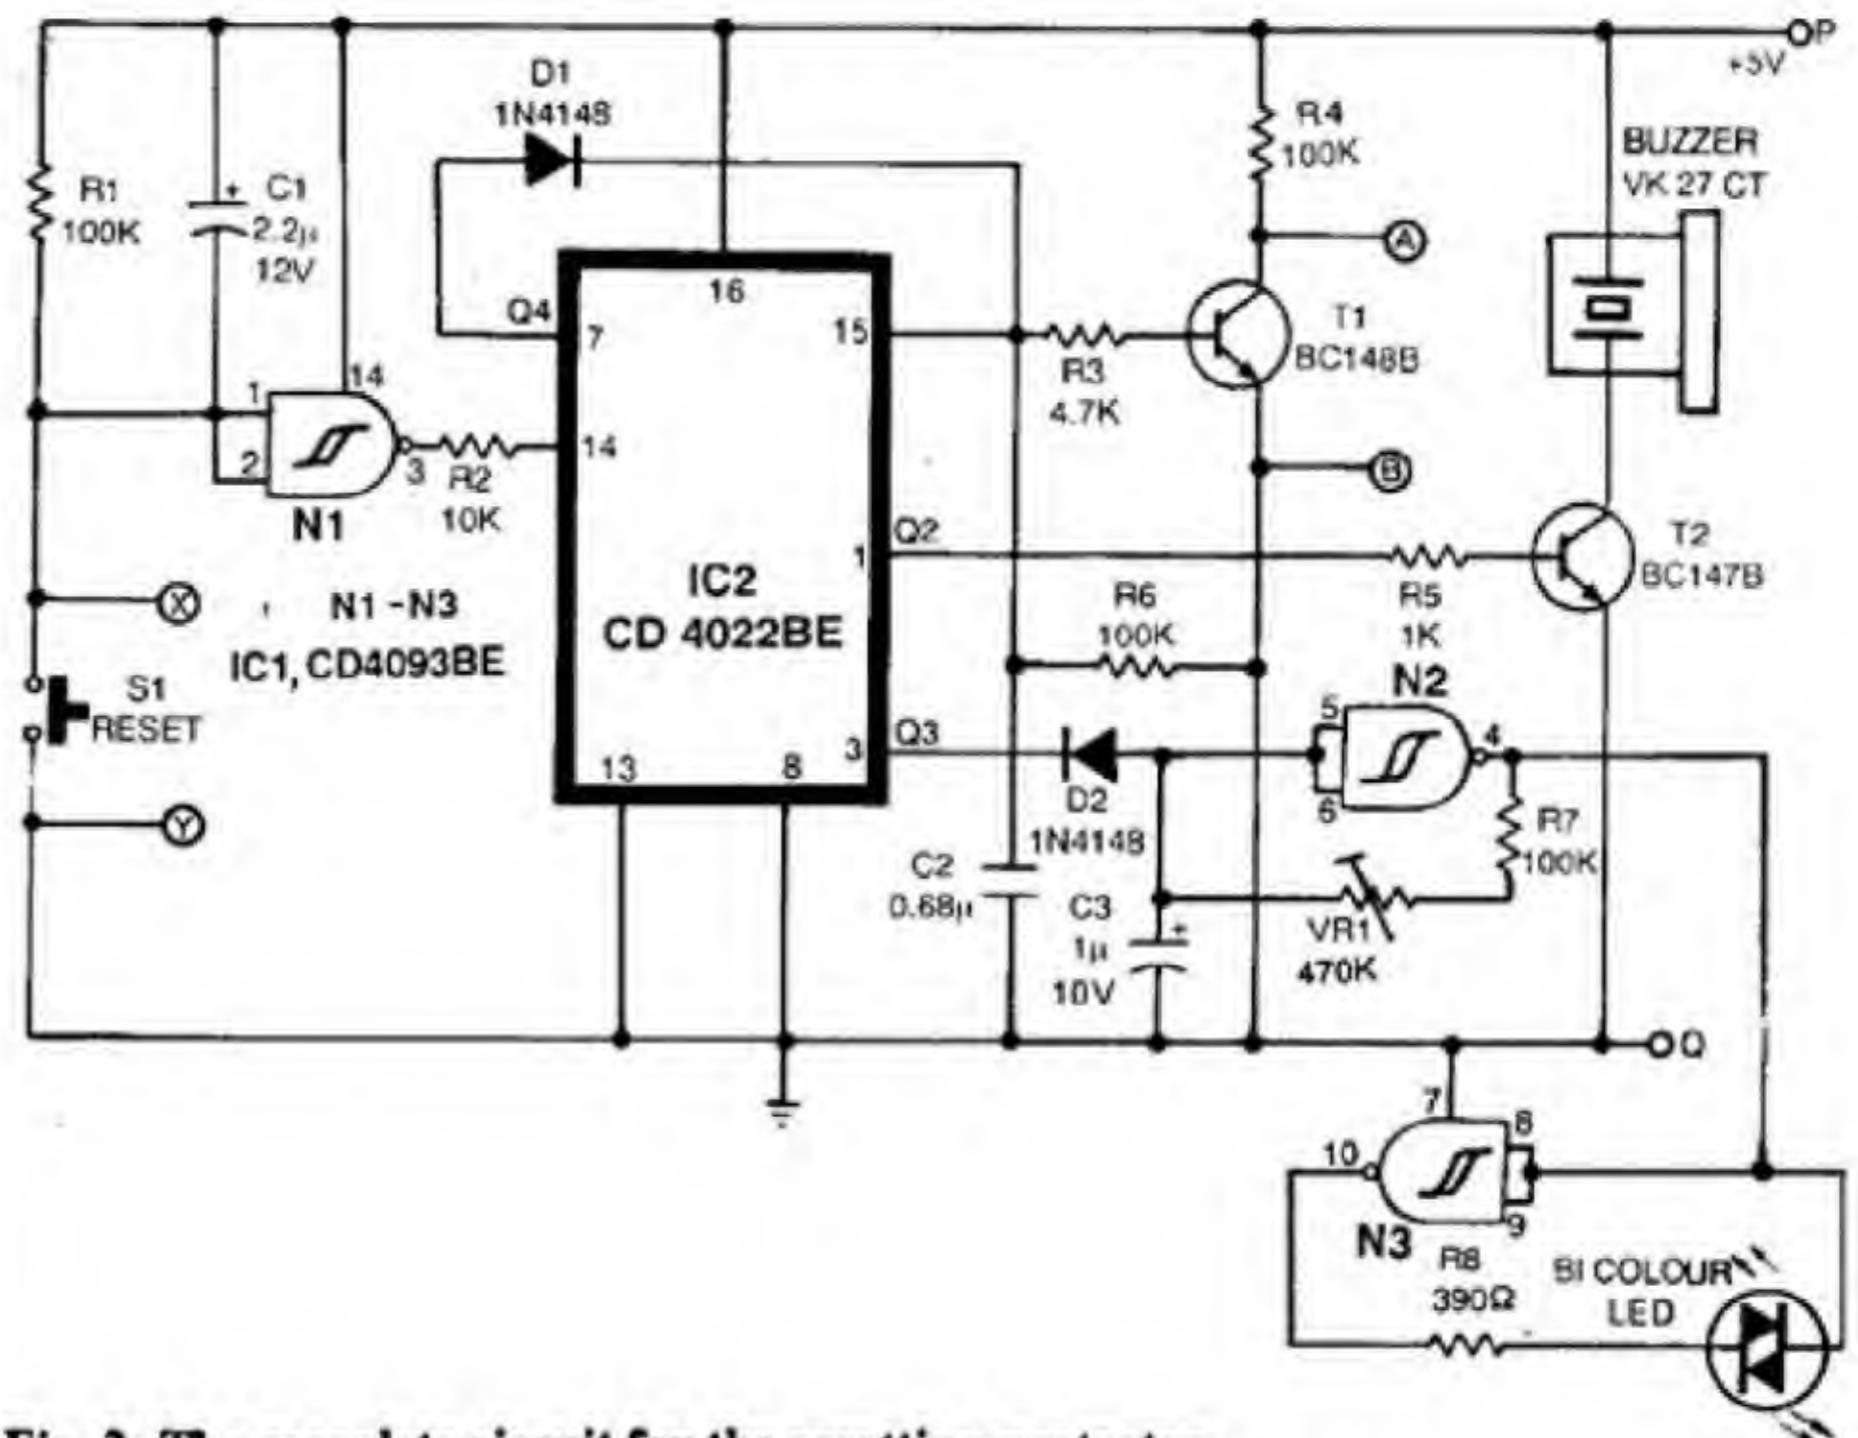 P
+5V
D1
1N4148
R4
100K
BUZZER
VK 27 CT
R1
100K
+
C1
2.2µ
12V
A
Q4
7
16
15
T1
BC148B
R3
4.7K
1
14
2
3
R2
10K
14
N1
B
Q2
1
T2
BC147B
IC2
CD 4022BE
R6
100K
R5
1K
X
N1-N3
IC1, CD4093BE
S1
RESET
N2
5
4
6
Q3
3
13
8
D2
1N4148
R7
100K
Y
C2
0.68µ
C3
+
1µ
10V
VR1
470K
Q
7
8
10
9
N3
R8
390Ω
BI COLOUR
LED